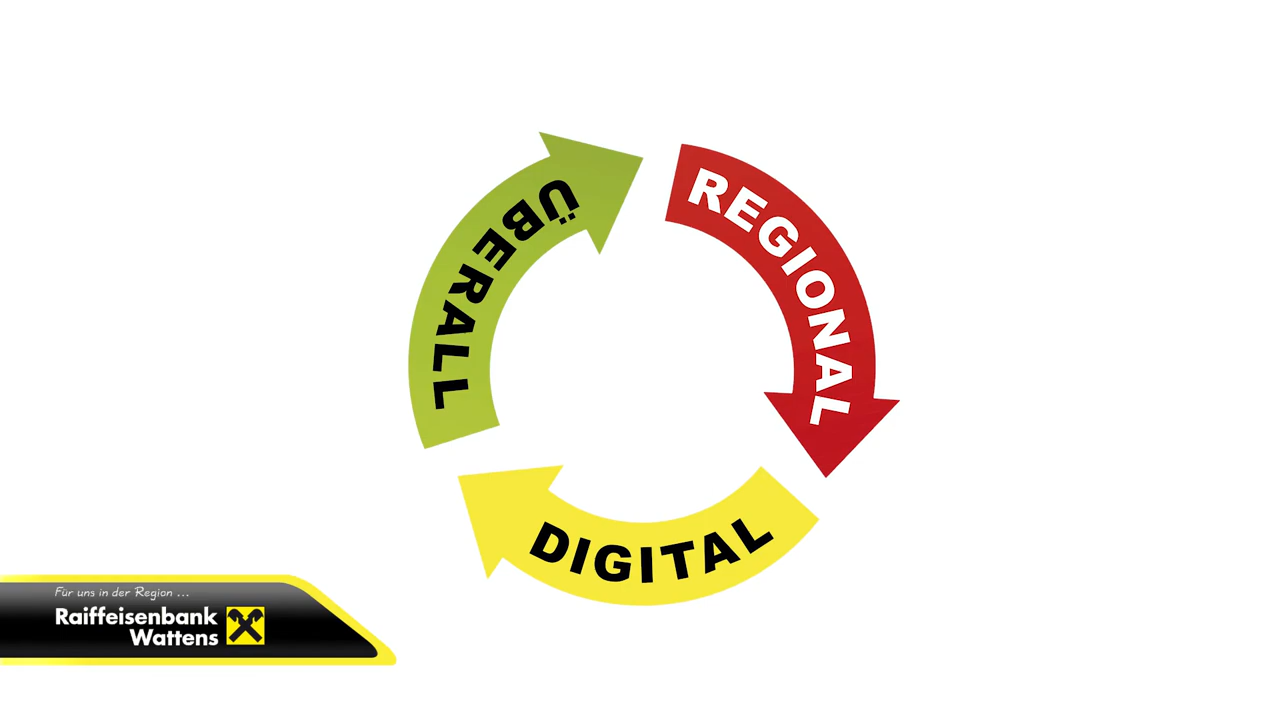 ÜBERALL
REGIONAL
DIGITAL
Für uns in der Region ...
Raiffeisenbank
Wattens